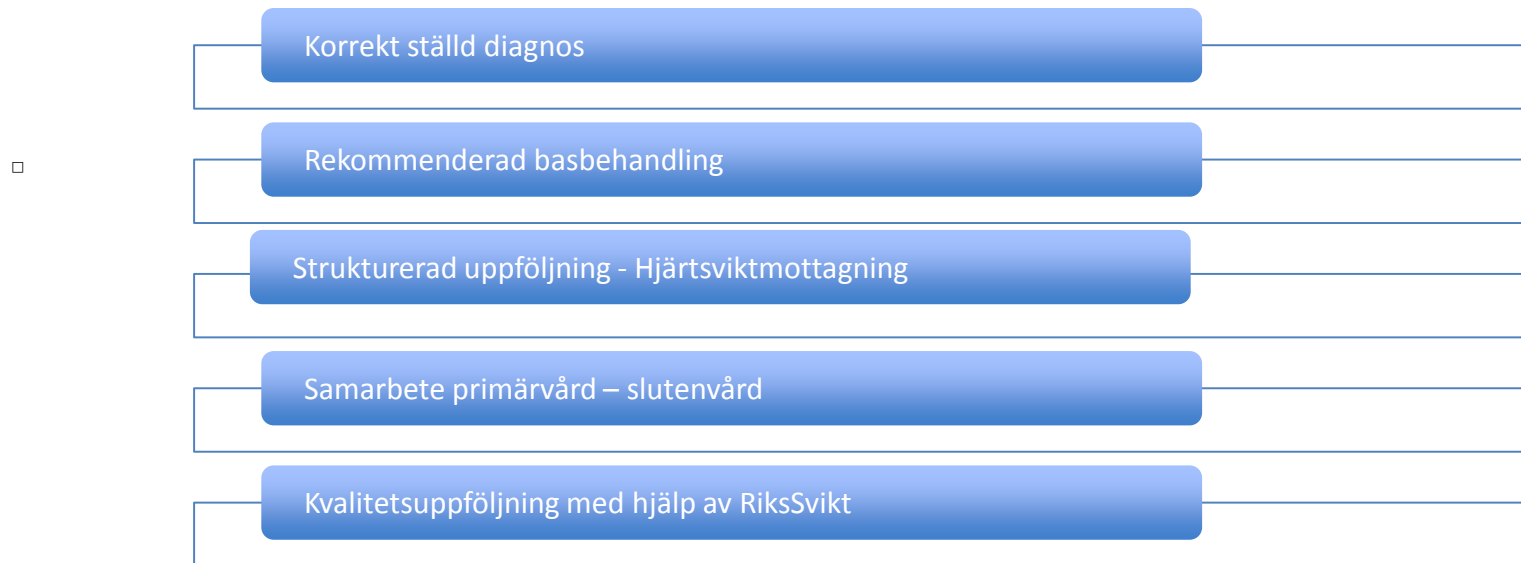 Korrekt ställd diagnos
Rekommenderad basbehandling
Strukturerad uppföljning - Hjärtsviktmottagning
Samarbete primärvård – slutenvård
Kvalitetsuppföljning med hjälp av RiksSvikt